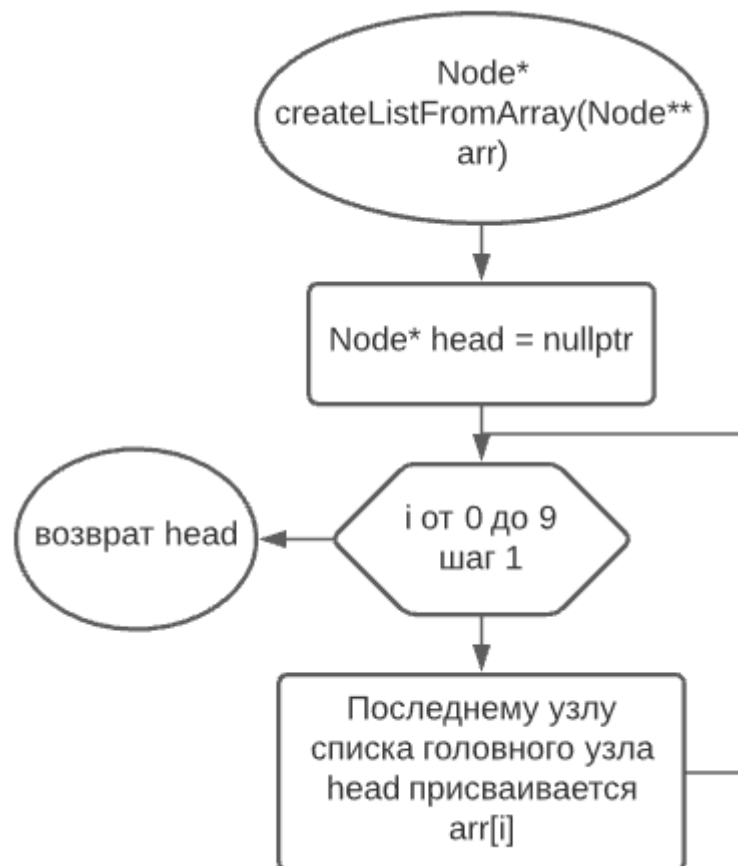 Node*
createListFromArray(Node**
arr)
Node* head = nullptr
i от 0 до 9
шаг 1
возврат head
Последнему узлу
списка головного узла
head присваивается
arr[i]